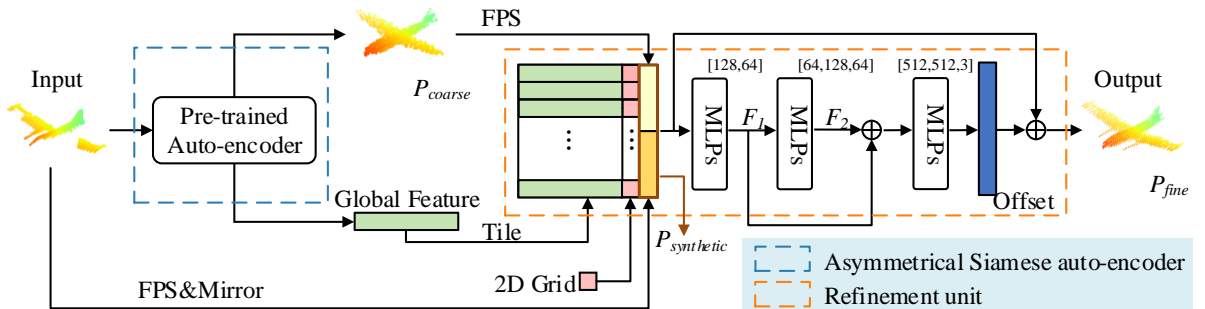 Input
Pre-trained
Auto-encoder
P_coarse
FPS
Global Feature
Tile
2D Grid
FPS&Mirror
P_synthetic
[128,64]
MLPs
F_1
[64,128,64]
MLPs
F_2
[512,512,3]
MLPs
Offset
Output
P_fine
Asymmetrical Siamese auto-encoder
Refinement unit